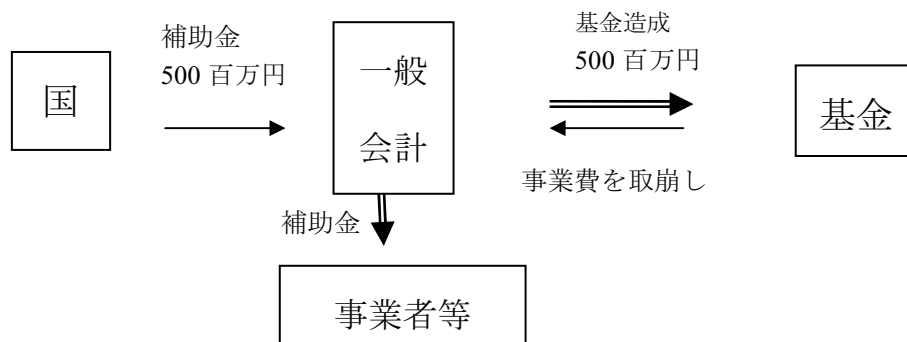 補助金
500 百万円
国
一般
会計
基金造成
500 百万円
基金
事業費を取崩し
補助金
事業者等